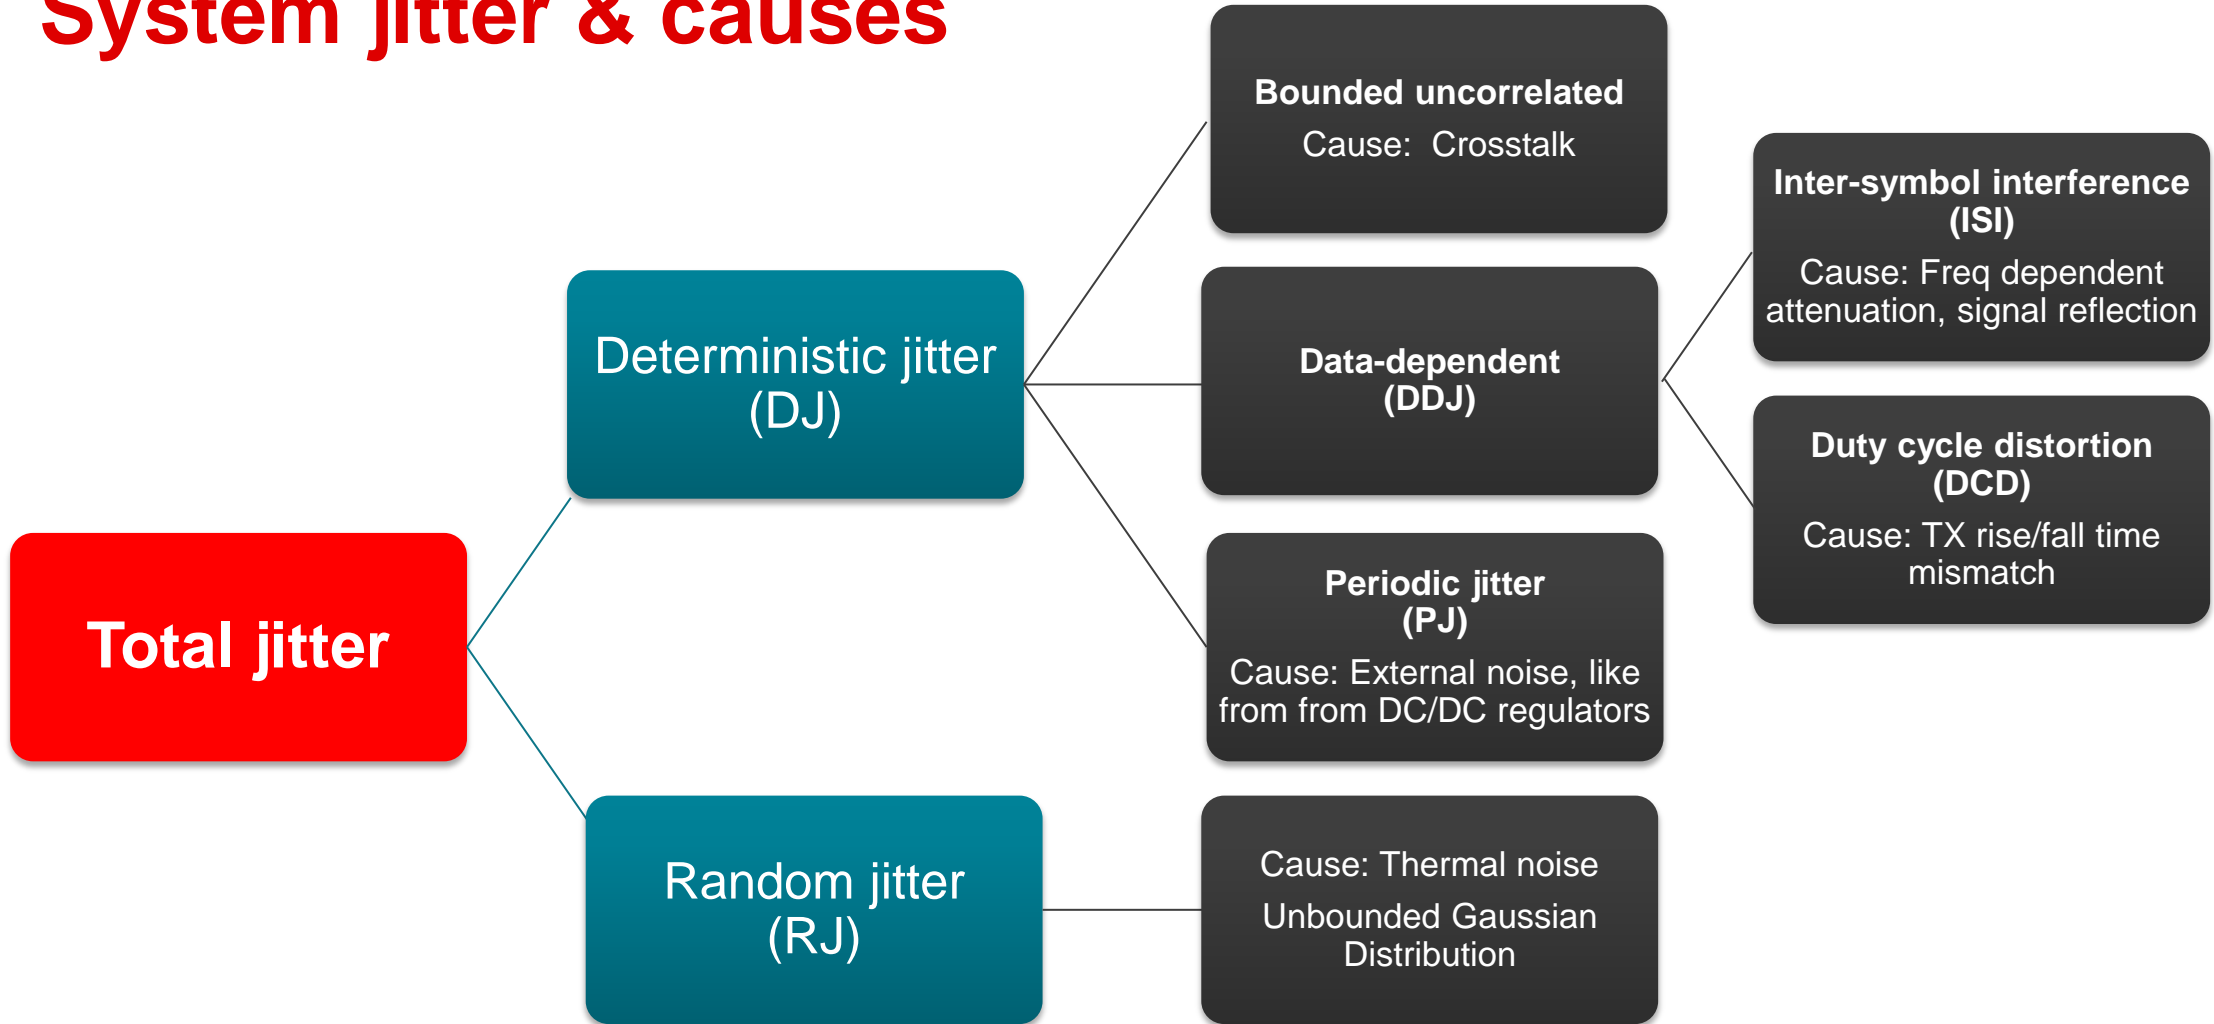 System jitter & causes
Bounded uncorrelated
Cause:  Crosstalk
Inter-symbol interference
(ISI)
Cause: Freq dependent
attenuation, signal reflection
Deterministic jitter
(DJ)
Data-dependent
(DDJ)
Duty cycle distortion
(DCD)
Cause: TX rise/fall time
mismatch
Total jitter
Periodic jitter
(PJ)
Cause: External noise, like
from from DC/DC regulators
Random jitter
(RJ)
Cause: Thermal noise
Unbounded Gaussian
Distribution